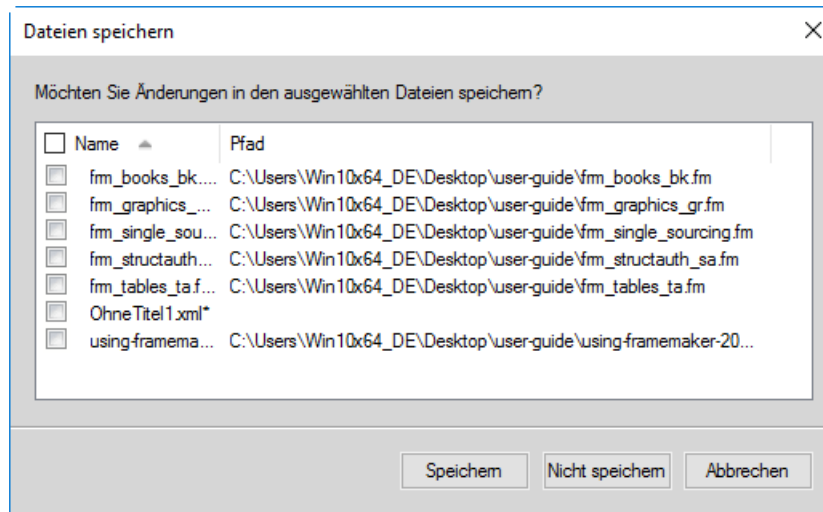 Dateien speichern
Möchten Sie Änderungen in den ausgewählten Dateien speichern?
Name Pfad
frm_books_bk.... C:\Users\Win10x64_DE\Desktop\user-guide\frm_books_bk.fm
frm_graphics_... C:\Users\Win10x64_DE\Desktop\user-guide\frm_graphics_gr.fm
frm_single_sou... C:\Users\Win10x64_DE\Desktop\user-guide\frm_single_sourcing.fm
frm_structauth... C:\Users\Win10x64_DE\Desktop\user-guide\frm_structauth_sa.fm
frm_tables_ta.f... C:\Users\Win10x64_DE\Desktop\user-guide\frm_tables_ta.fm
OhneTitel1.xml*
using-framema... C:\Users\Win10x64_DE\Desktop\user-guide\using-framemaker-20...
Speichern Nicht speichern Abbrechen